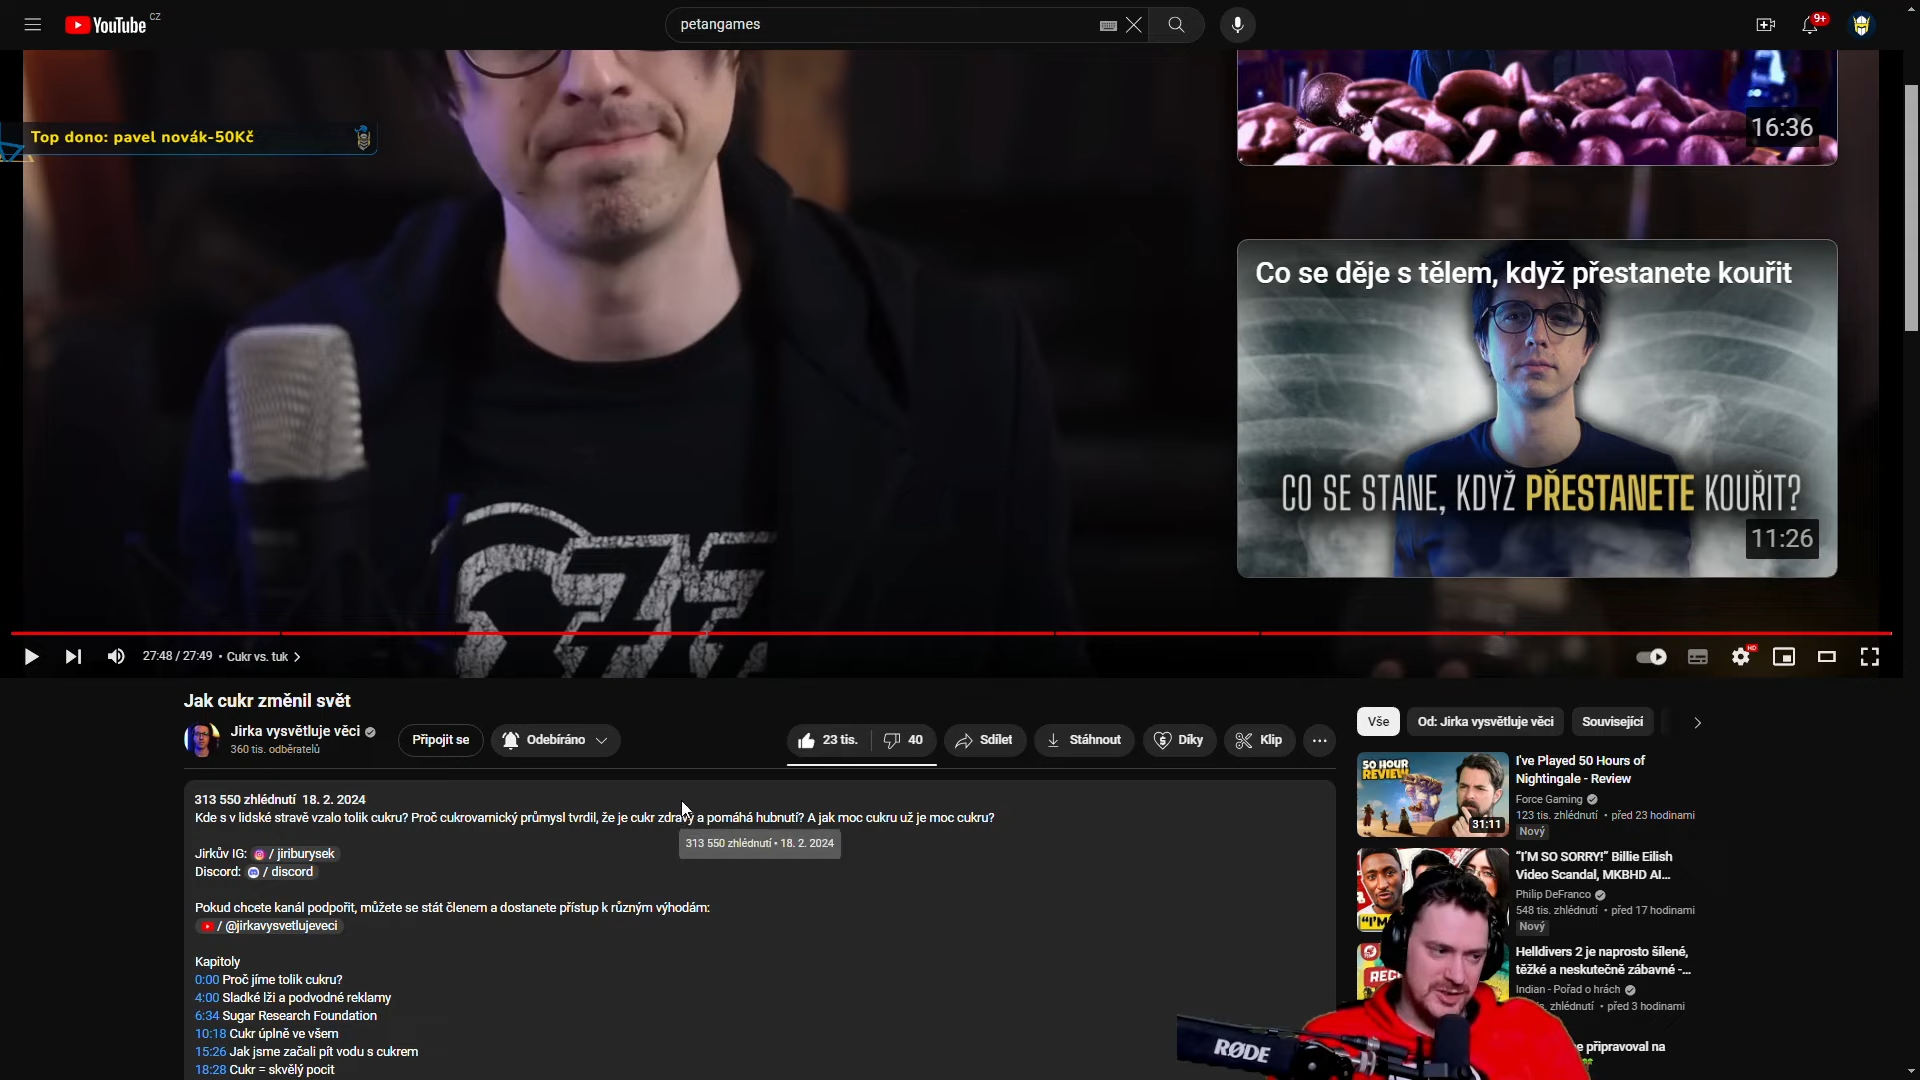 YouTube CZ
petangames
9+
Top dono: pavel novák-50Kč
16:36
Co se děje s tělem, když přestanete kouřit
CO SE STANE, KDYŽ PŘESTANETE KOUŘIT?
11:26
27:48 / 27:49 • Cukr vs. tuk
HD
Jak cukr změnil svět
Jirka vysvětluje věci
360 tis. odběratelů
Připojit se
Odebíráno
23 tis.
40
Sdílet
Stáhnout
Díky
Klip
313 550 zhlédnutí 18. 2. 2024
Kde s v lidské stravě vzalo tolik cukru? Proč cukrovarnický průmysl tvrdil, že je cukr zdravý a pomáhá hubnutí? A jak moc cukru už je moc cukru?
313 550 zhlédnutí • 18. 2. 2024
Jirkův IG: / jiriburysek
Discord: / discord
Pokud chcete kanál podpořit, můžete se stát členem a dostanete přístup k různým výhodám:
/ @jirkavysvetlujeveci
Kapitoly
0:00 Proč jíme tolik cukru?
4:00 Sladké lži a podvodné reklamy
6:34 Sugar Research Foundation
10:18 Cukr úplně ve všem
15:26 Jak jsme začali pít vodu s cukrem
18:28 Cukr = skvělý pocit
Vše
Od: Jirka vysvětluje věci
Související
50 HOUR
REVIEW
31:11
I've Played 50 Hours of
Nightingale - Review
Force Gaming
123 tis. zhlédnutí • před 23 hodinami
Nový
"I'M SO SORRY!" Billie Eilish
Video Scandal, MKBHD AI...
Philip DeFranco
548 tis. zhlédnutí • před 17 hodinami
Nový
Helldivers 2 je naprosto šílené,
těžké a neskutečně zábavné -...
Indian - Pořad o hrách
zhlédnutí • před 3 hodinami
připravoval na
RØDE